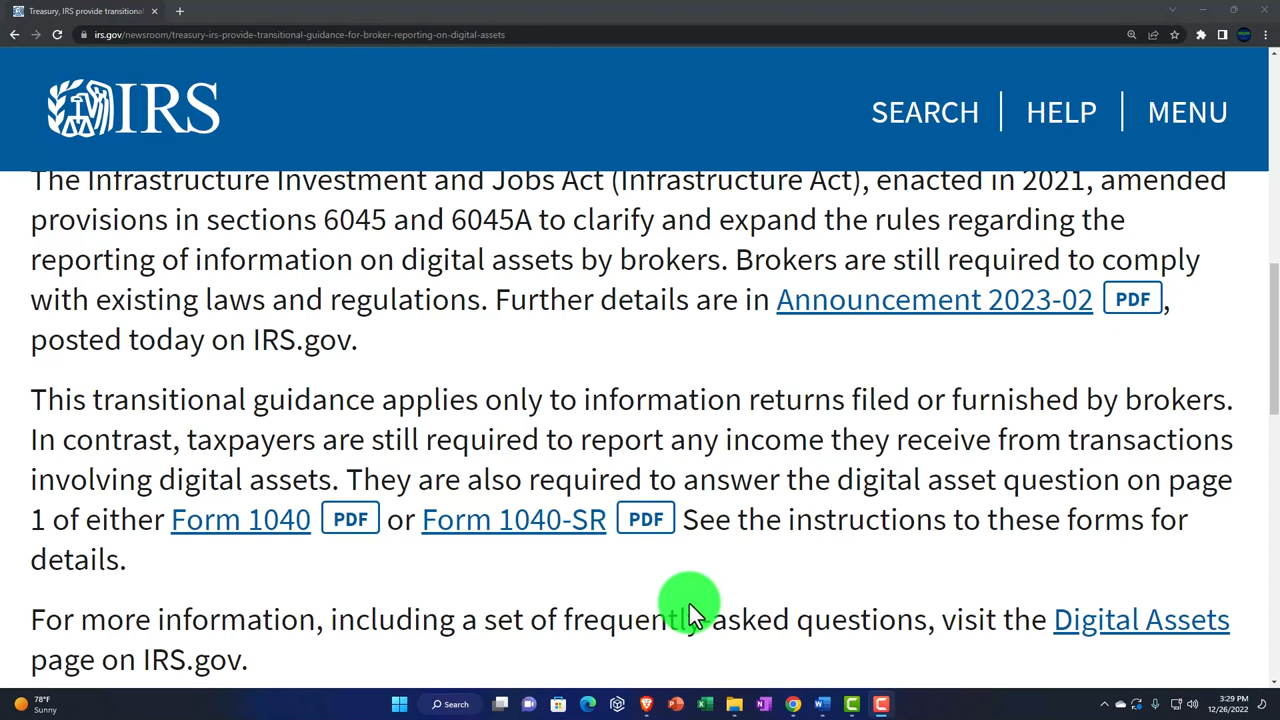 Treasury, IRS provide transitional
irs.gov/newsroom/treasury-irs-provide-transitional-guidance-for-broker-reporting-on-digital-assets
IRS
SEARCH
HELP
MENU
The Infrastructure Investment and Jobs Act (Infrastructure Act), enacted in 2021, amended
provisions in sections 6045 and 6045A to clarify and expand the rules regarding the
reporting of information on digital assets by brokers. Brokers are still required to comply
with existing laws and regulations. Further details are in Announcement 2023-02 PDF,
posted today on IRS.gov.
This transitional guidance applies only to information returns filed or furnished by brokers.
In contrast, taxpayers are still required to report any income they receive from transactions
involving digital assets. They are also required to answer the digital asset question on page
1 of either Form 1040 PDF or Form 1040-SR PDF See the instructions to these forms for
details.
For more information, including a set of frequently-asked questions, visit the Digital Assets
page on IRS.gov.
78°F
Sunny
Search
3:29 PM
12/26/2022